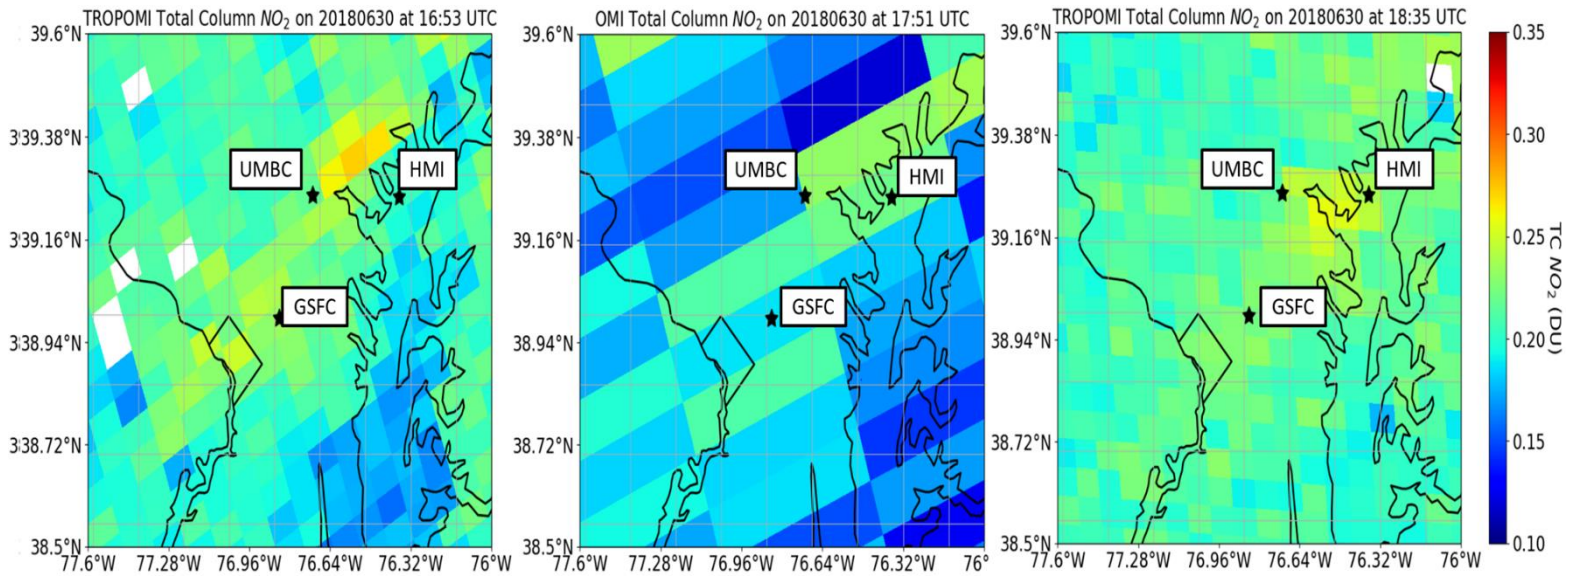 TROPOMI Total Column NO₂ on 20180630 at 16:53 UTC
39.6°N
3'39.38°N
3'39.16°N
3'38.94°N
3'38.72°N
38.5°N
77.6°W 77.28°W 76.96°W 76.64°W 76.32°W 76°W
UMBC
HMI
GSFC
OMI Total Column NO₂ on 20180630 at 17:51 UTC
39.6°N
39.38°N
39.16°N
38.94°N
38.72°N
38.5°N
77.6°W 77.28°W 76.96°W 76.64°W 76.32°W 76°
UMBC
HMI
GSFC
TROPOMI Total Column NO₂ on 20180630 at 18:35 UTC
39.6°N
39.38°N
39.16°N
38.94°N
38.72°N
38.5°N
77.6°W 77.28°W 76.96°W 76.64°W 76.32°W 76°W
UMBC
HMI
GSFC
0.35
0.30
0.25
0.20
0.15
0.10
TC NO₂ (DU)